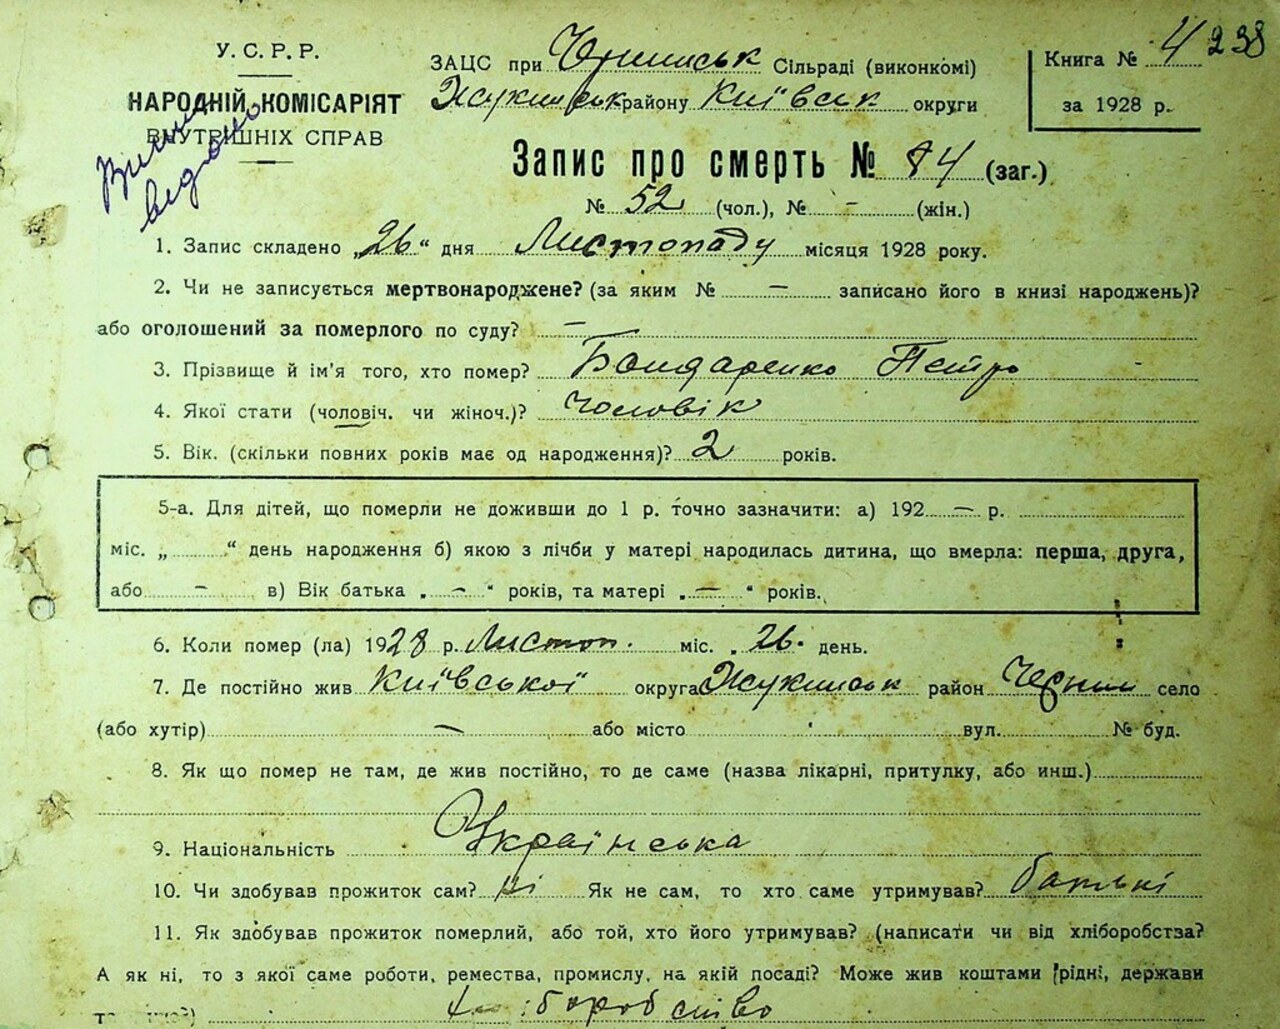 У. С. Р. Р.
НАРОДНІЙ КОМІСАРІЯТ
ВНУТРІШНІХ СПРАВ
ЗАЦС при Сільраді (виконкомі)
Жукинськ району Київськ округи
Книга № 4 238
за 1928 р.
Запис про смерть № 84 (заг.)
№ 52 (чол.), № - (жін.)
1. Запис складено „26“ дня Листопаду місяця 1928 року.
2. Чи не записується мертвонароджене? (за яким № — записано його в книзі народжень)?
або оголошений за померлого по суду? —
3. Прізвище й ім'я того, хто помер? Бондаренко Петро -
4. Якої стати (чоловіч. чи жіноч.)? Чоловік
5. Вік. (скільки повних років має од народження)? 2 років.
5-а. Для дітей, що померли не доживши до 1 р. точно зазначити: а) 192 — р.
міс. „ “ день народження б) якою з лічби у матері народилась дитина, що вмерла: перша, друга,
або — в) Вік батька „ — “ років, та матері „ — “ років.
6. Коли помер (ла) 1928 р. Листоп. міс. „26. день.
7. Де постійно жив Київської округа Жукинськ район Чернин село
(або хутір) — або місто вул. № буд.
8. Як що помер не там, де жив постійно, то де саме (назва лікарні, притулку, або инш.)
9. Національність Українська
10. Чи здобував прожиток сам? ні Як не сам, то хто саме утримував? батькі
11. Як здобував прожиток померлий, або той, хто його утримував? (написати чи від хліборобства?
А як ні, то з якої саме роботи, ремества, промислу, на якій посаді? Може жив коштами рідні, держави